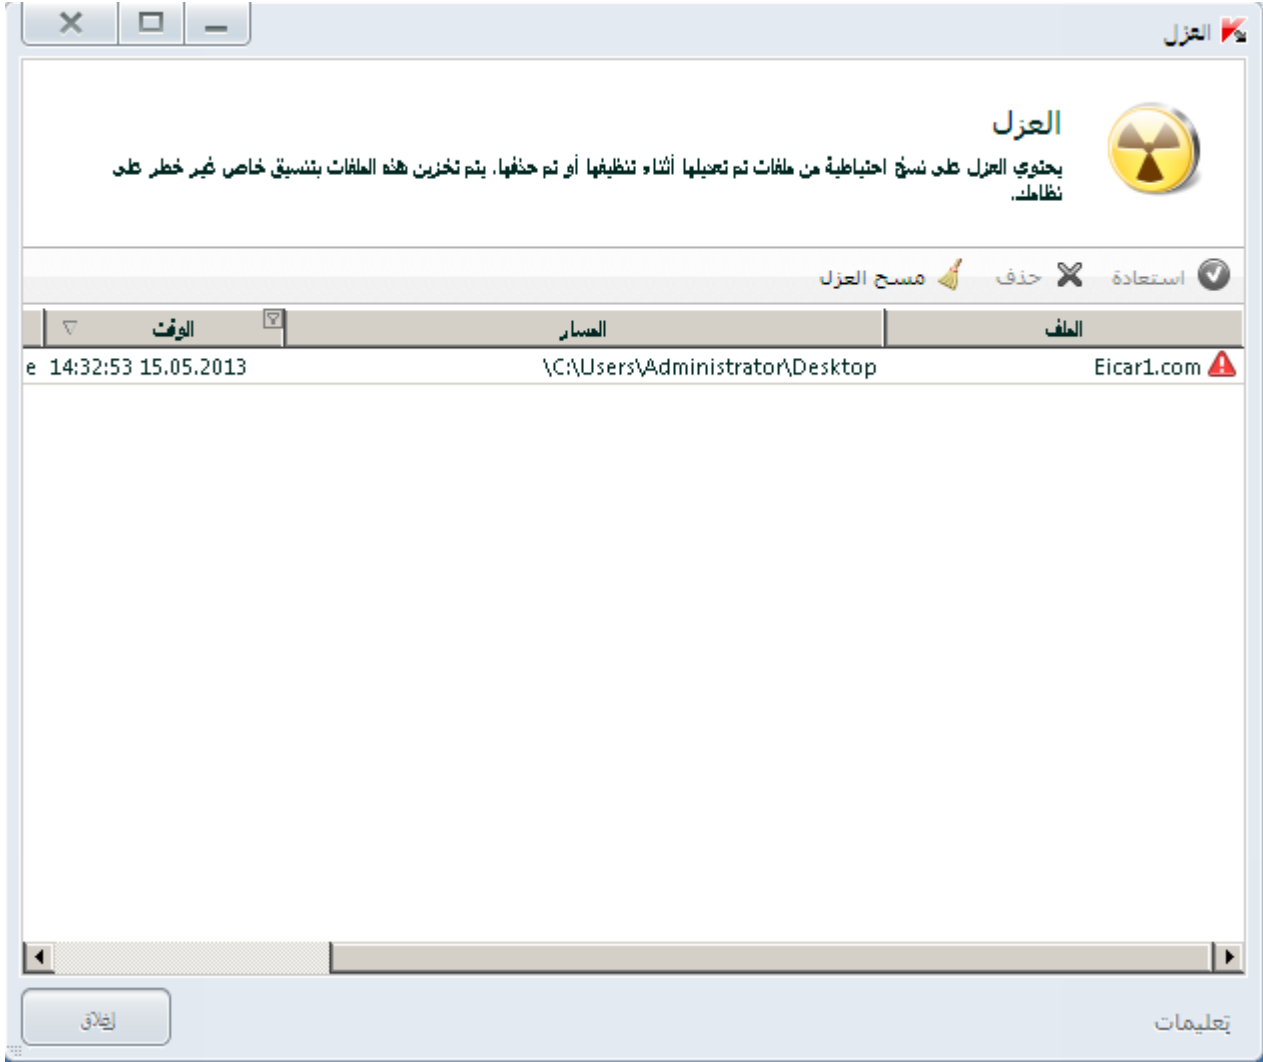 العزل
العزل
يحتوي العزل على نسخ احتياطية من ملفات تم تعديلها أثناء تنظيفها أو تم حذفها. يتم تخزين هذه الملفات بتنسيق خاص غير خطر على
نظامك.
استعادة حذف مسح العزل
الملف المسار الوقت
Eicar1.com \C:\Users\Administrator\Desktop 14:32:53 15.05.2013 e
تعليمات إغلاق